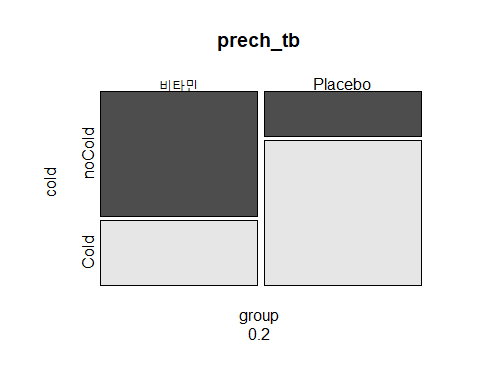 prech_tb
비타민 Placebo
cold
noCold
Cold
group
0.2